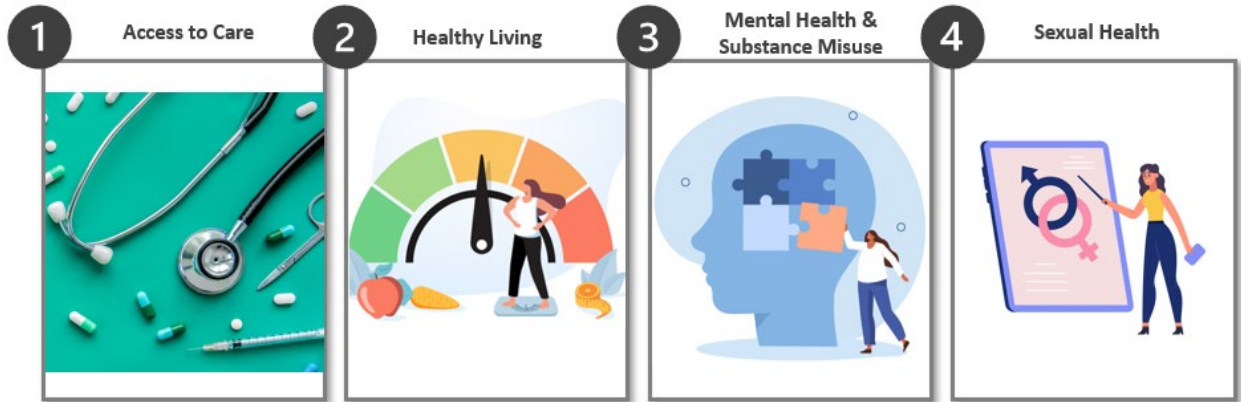 1
Access to Care
2
Healthy Living
3
Mental Health &
Substance Misuse
4
Sexual Health